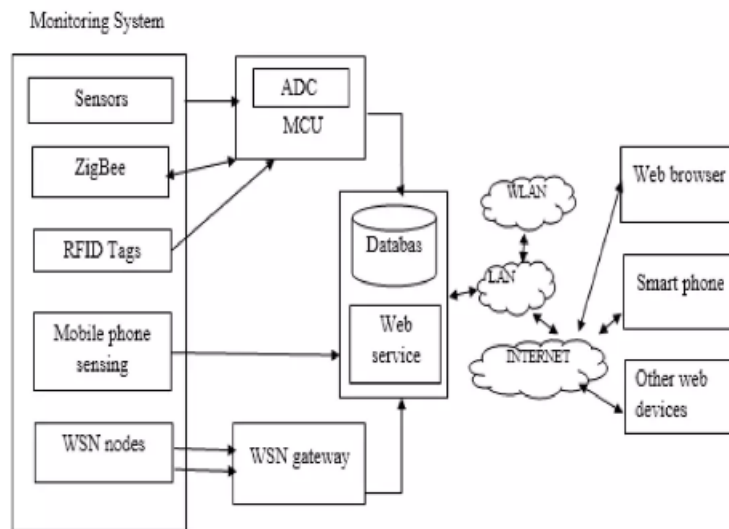 Monitoring System
Sensors
ADC
MCU
ZigBee
RFID Tags
Mobile phone
sensing
WSN nodes
WSN gateway
Databas
Web
service
WLAN
LAN
INTERNET
Web browser
Smart phone
Other web
devices